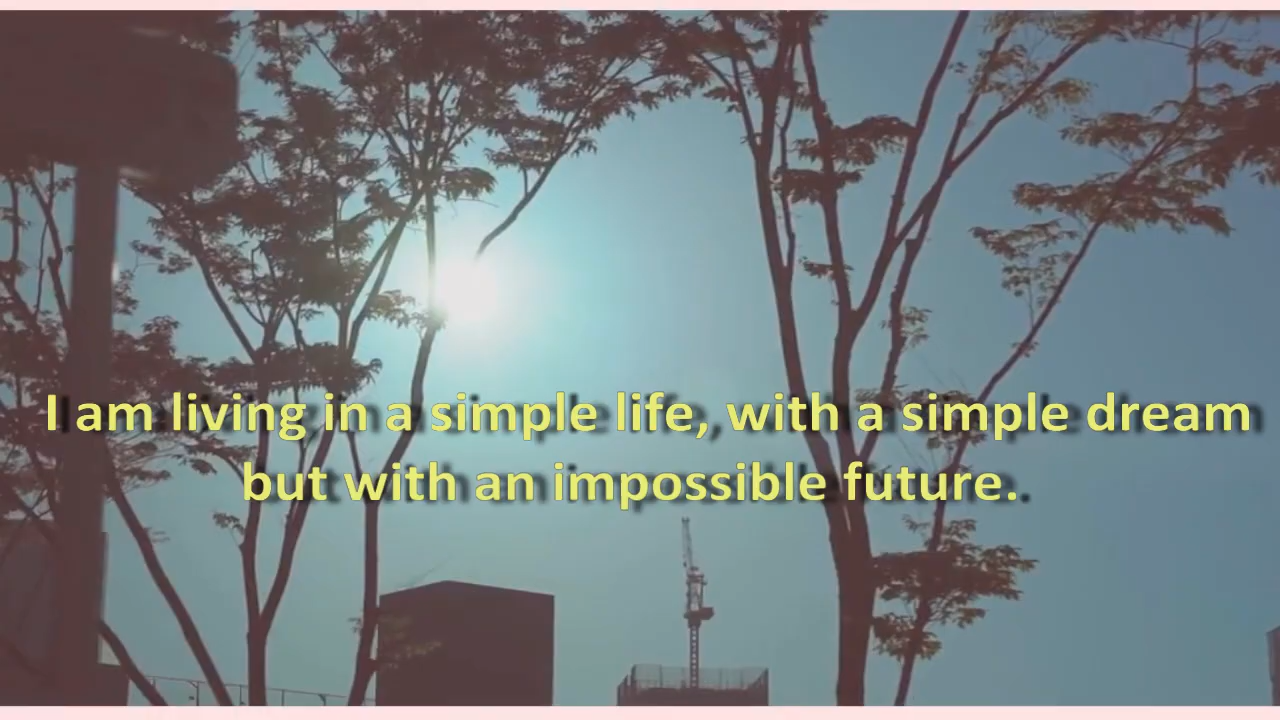 I am living in a simple life, with a simple dream
but with an impossible future.